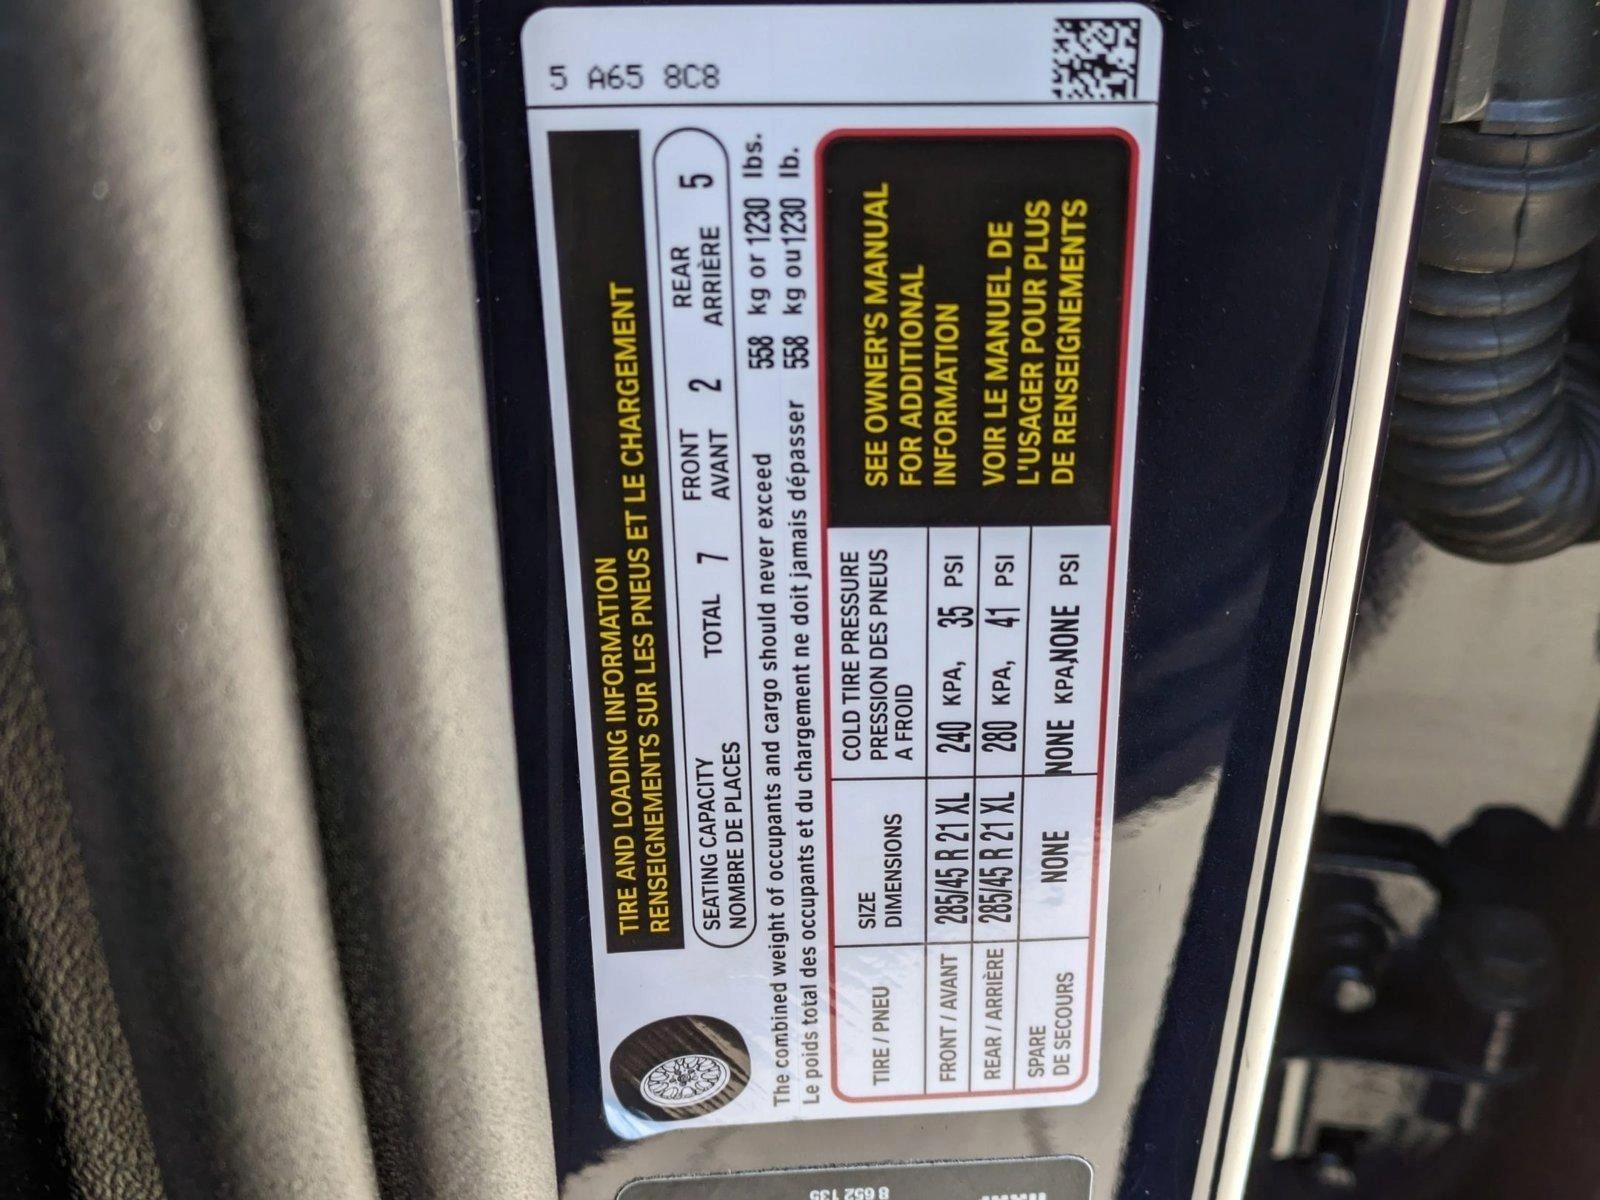 5 A65 8C8
TIRE AND LOADING INFORMATION
RENSEIGNEMENTS SUR LES PNEUS ET LE CHARGEMENT
SEATING CAPACITY TOTAL 7 FRONT 2 REAR 5
NOMBRE DE PLACES AVANT ARRIÈRE
The combined weight of occupants and cargo should never exceed 558 kg or 1230 lbs.
Le poids total des occupants et du chargement ne doit jamais dépasser 558 kg ou 1230 lb.
TIRE / PNEU
SIZE
DIMENSIONS
COLD TIRE PRESSURE
PRESSION DES PNEUS
A FROID
FRONT / AVANT 285/45 R 21 XL 240 KPA, 35 PSI
REAR / ARRIÈRE 285/45 R 21 XL 280 KPA, 41 PSI
SPARE NONE NONE KPA,NONE PSI
DE SECOURS
SEE OWNER'S MANUAL
FOR ADDITIONAL
INFORMATION
VOIR LE MANUEL DE
L'USAGER POUR PLUS
DE RENSEIGNEMENTS
8 652 135